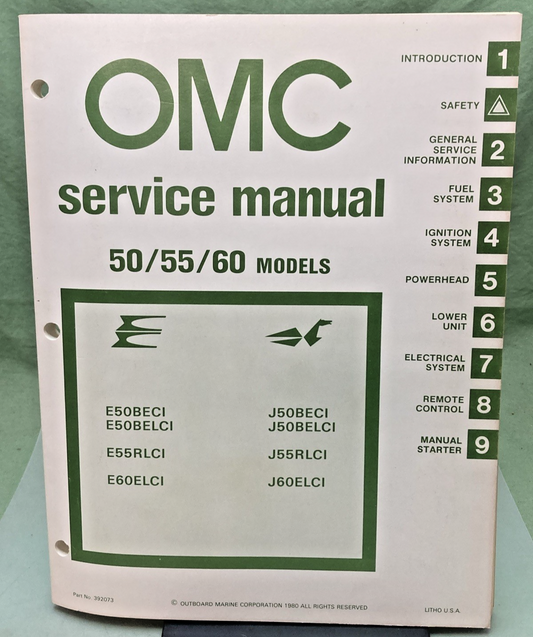 OMC
service manual
50/55/60 MODELS
E50BECI
E50BELCI
E55RLCI
E60ELCI
J50BECI
J50BELCI
J55RLCI
J60ELCI
INTRODUCTION 1
SAFETY
GENERAL
SERVICE
INFORMATION 2
FUEL
SYSTEM 3
IGNITION
SYSTEM 4
POWERHEAD 5
LOWER
UNIT 6
ELECTRICAL
SYSTEM 7
REMOTE
CONTROL 8
MANUAL
STARTER 9
Part No. 392073
© OUTBOARD MARINE CORPORATION 1980 ALL RIGHTS RESERVED
LITHO U.S.A.